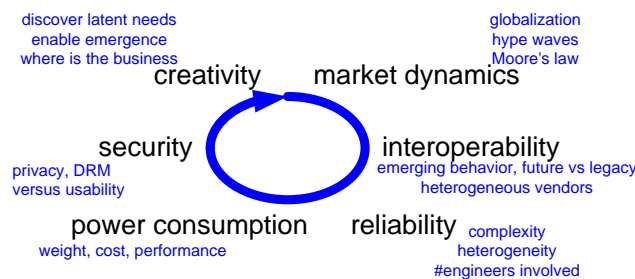 discover latent needs
enable emergence
where is the business
creativity
globalization
hype waves
Moore's law
market dynamics
security
privacy, DRM
versus usability
interoperability
emerging behavior, future vs legacy
heterogeneous vendors
power consumption
weight, cost, performance
reliability
complexity
heterogeneity
#engineers involved